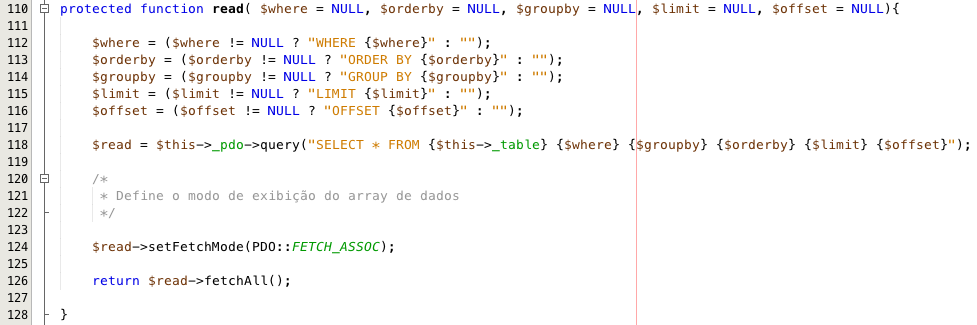 110 protected function read( $where = NULL, $orderby = NULL, $groupby = NULL, $limit = NULL, $offset = NULL){
111
112 $where = ($where != NULL ? "WHERE {$where}" : "");
113 $orderby = ($orderby != NULL ? "ORDER BY {$orderby}" : "");
114 $groupby = ($groupby != NULL ? "GROUP BY {$groupby}" : "");
115 $limit = ($limit != NULL ? "LIMIT {$limit}" : "");
116 $offset = ($offset != NULL ? "OFFSET {$offset}" : "");
117
118 $read = $this->_pdo->query("SELECT * FROM {$this->_table} {$where} {$groupby} {$orderby} {$limit} {$offset}");
119
120 /*
121 * Define o modo de exibição do array de dados
122 */
123
124 $read->setFetchMode(PDO::FETCH_ASSOC);
125
126 return $read->fetchAll();
127
128 }